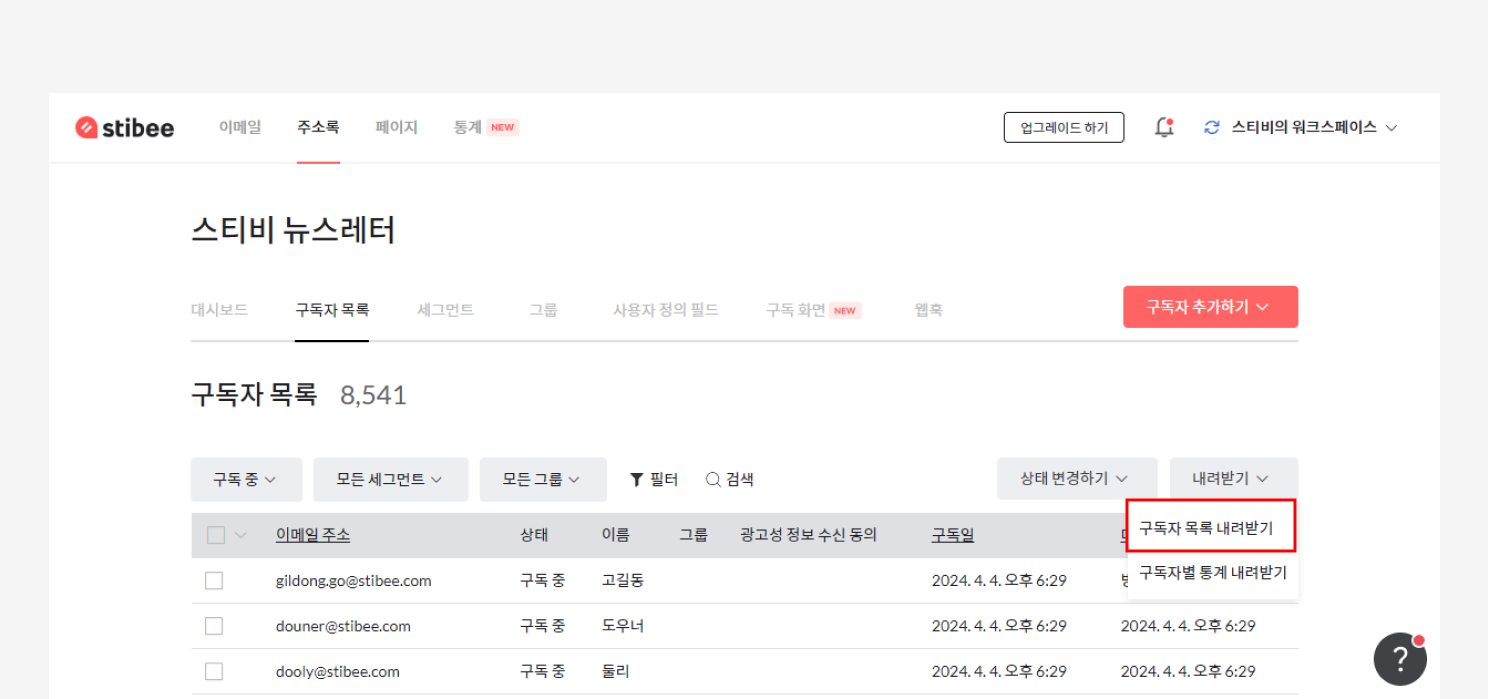 stibee 이메일 주소록 페이지 통계 NEW 업그레이드 하기 스티비의 워크스페이스
스티비 뉴스레터
대시보드 구독자 목록 세그먼트 그룹 사용자 정의 필드 구독 화면 NEW 웹훅 구독자 추가하기
구독자 목록 8,541
구독 중 모든 세그먼트 모든 그룹 필터 검색 상태 변경하기 내려받기
이메일 주소 상태 이름 그룹 광고성 정보 수신 동의 구독일
구독자 목록 내려받기
구독자별 통계 내려받기
gildong.go@stibee.com 구독 중 고길동 2024. 4. 4. 오후 6:29
douner@stibee.com 구독 중 도우너 2024. 4. 4. 오후 6:29 2024. 4. 4. 오후 6:29
dooly@stibee.com 구독 중 둘리 2024. 4. 4. 오후 6:29 2024. 4. 4. 오후 6:29
?